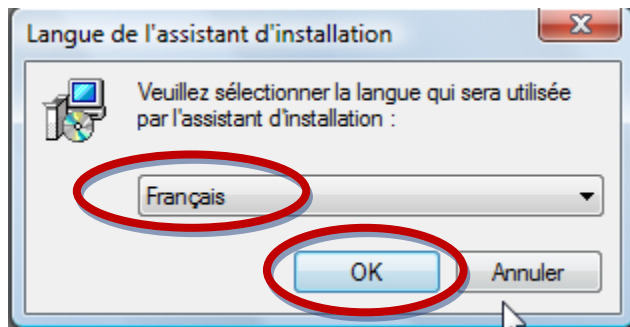 Langue de l'assistant d'installation
Veuillez sélectionner la langue qui sera utilisée
par l'assistant d'installation :
Français
OK
Annuler